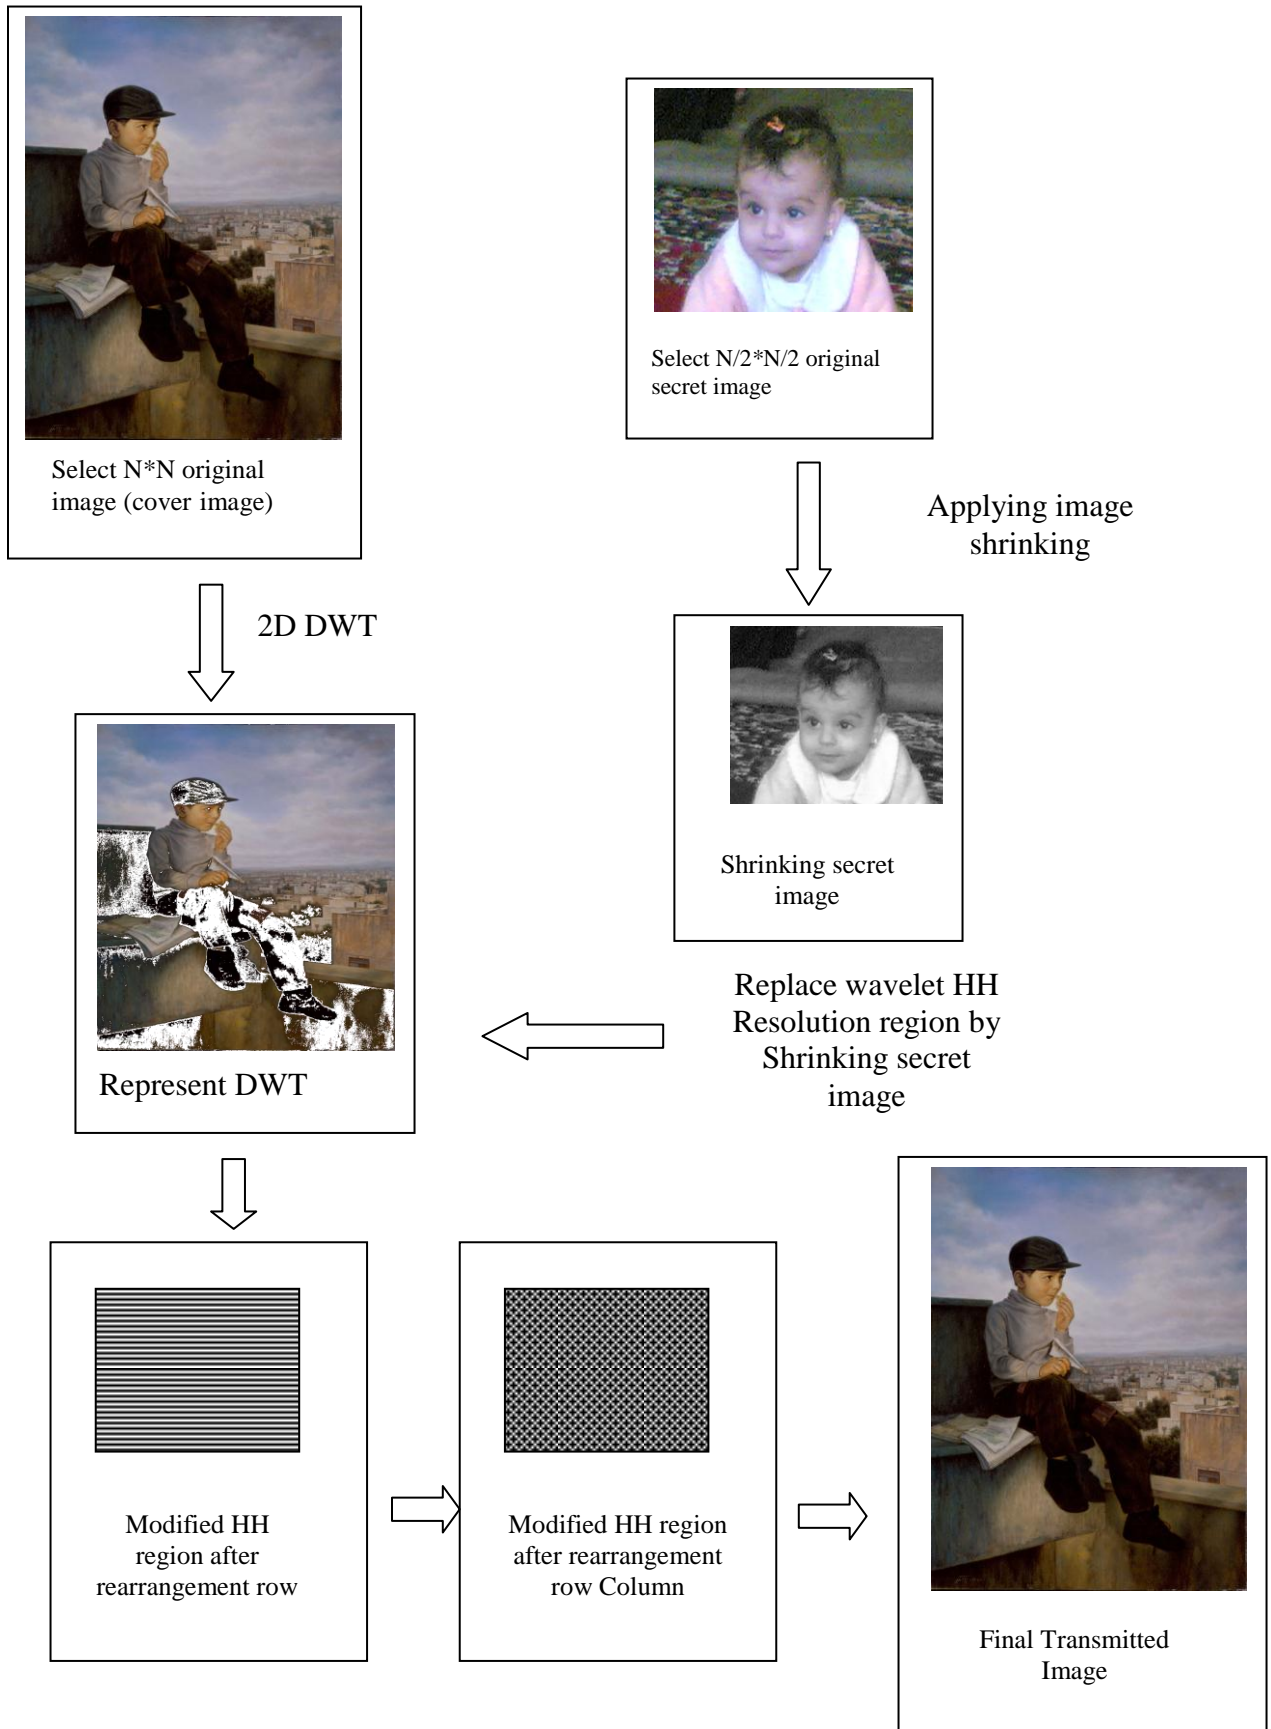 Select N*N original
image (cover image)
Select N/2*N/2 original
secret image
Applying image
shrinking
2D DWT
Shrinking secret
image
Replace wavelet HH
Resolution region by
Shrinking secret
image
Represent DWT
Modified HH
region after
rearrangement row
Modified HH region
after rearrangement
row Column
Final Transmitted
Image